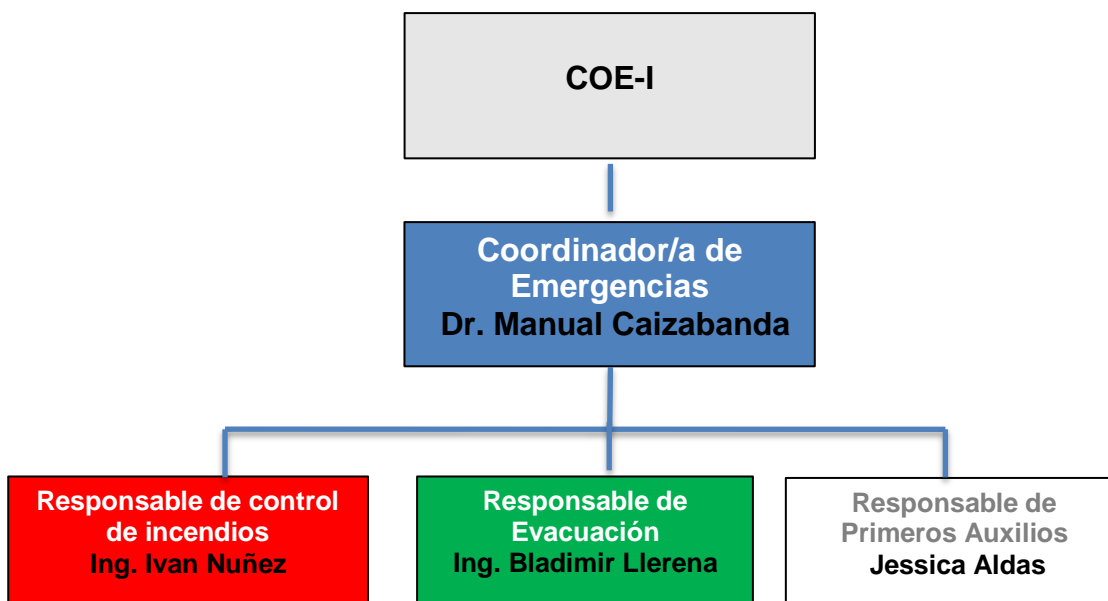 COE-I
Coordinador/a de
Emergencias
Dr. Manual Caizabanda
Responsable de control
de incendios
Ing. Ivan Nuñez
Responsable de
Evacuación
Ing. Bladimir Llerena
Responsable de
Primeros Auxilios
Jessica Aldas